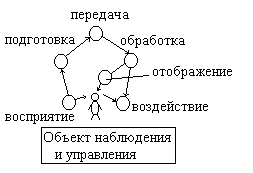 передача
подготовка
обработка
отображение
восприятие
воздействие
Объект наблюдения
и управления